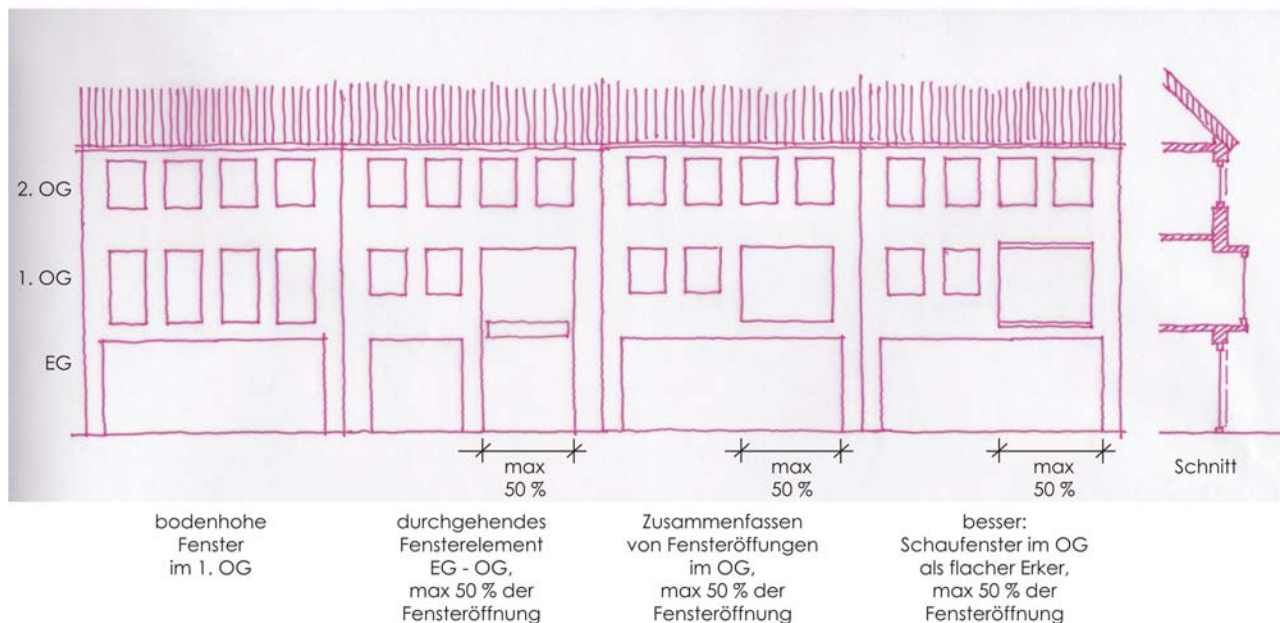 2. OG
1. OG
EG
max
50 %
max
50 %
max
50 %
Schnitt
bodenhohe
Fenster
im 1. OG
durchgehendes
Fensterelement
EG - OG,
max 50 % der
Fensteröffnung
Zusammenfassen
von Fensteröffungen
im OG,
max 50 % der
Fensteröffnung
besser:
Schaufenster im OG
als flacher Erker,
max 50 % der
Fensteröffnung